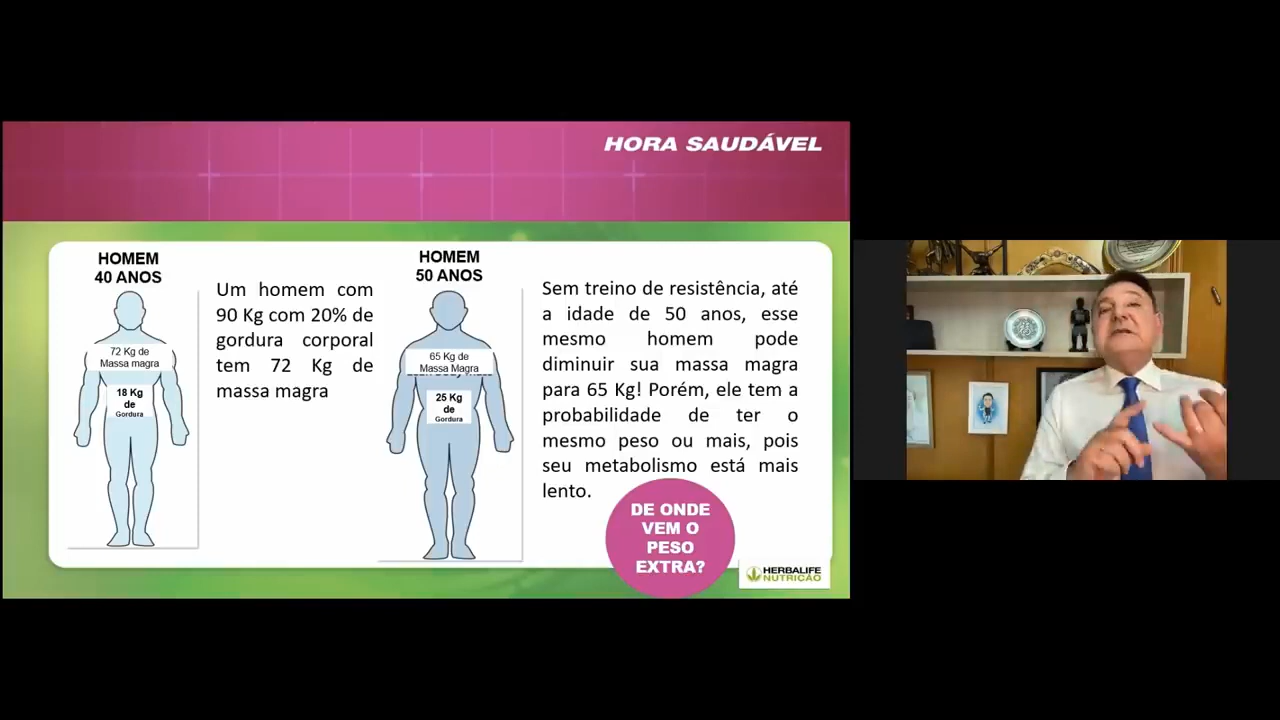 HORA SAUDÁVEL
HOMEM
40 ANOS
72 Kg de
Massa magra
18 Kg
de
Gordura
Um homem com
90 Kg com 20% de
gordura corporal
tem 72 Kg de
massa magra
HOMEM
50 ANOS
65 Kg de
Massa Magra
25 Kg
de
Gordura
Sem treino de resistência, até
a idade de 50 anos, esse
mesmo homem pode
diminuir sua massa magra
para 65 Kg! Porém, ele tem a
probabilidade de ter o
mesmo peso ou mais, pois
seu metabolismo está mais
lento.
DE ONDE
VEM O
PESO
EXTRA?
HERBALIFE
NUTRIÇÃO